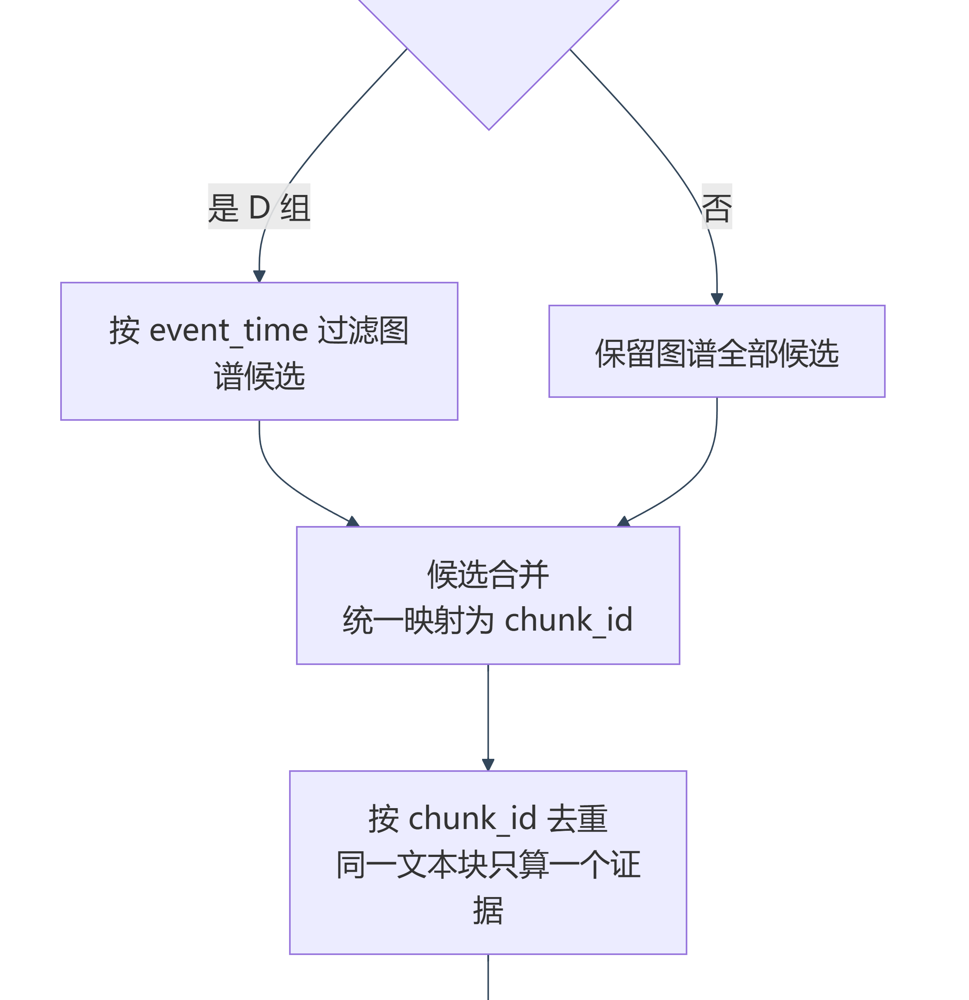 是 D 组
否
按 event_time 过滤图
谱候选
保留图谱全部候选
候选合并
统一映射为 chunk_id
按 chunk_id 去重
同一文本块只算一个证
据